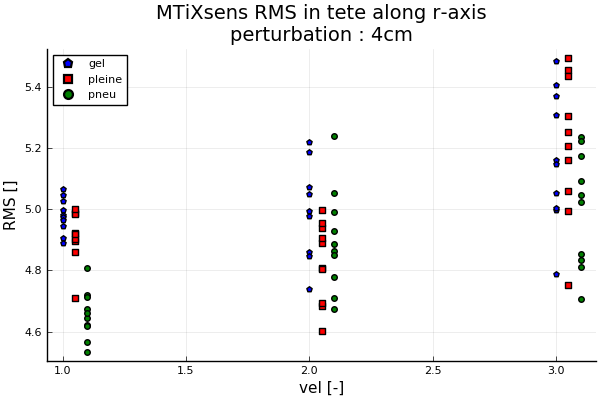 MTiXsens RMS in tete along r-axis
perturbation : 4cm
gel
pleine
pneu
RMS []
5.4
5.2
5.0
4.8
4.6
1.0
1.5
2.0
2.5
3.0
vel [-]